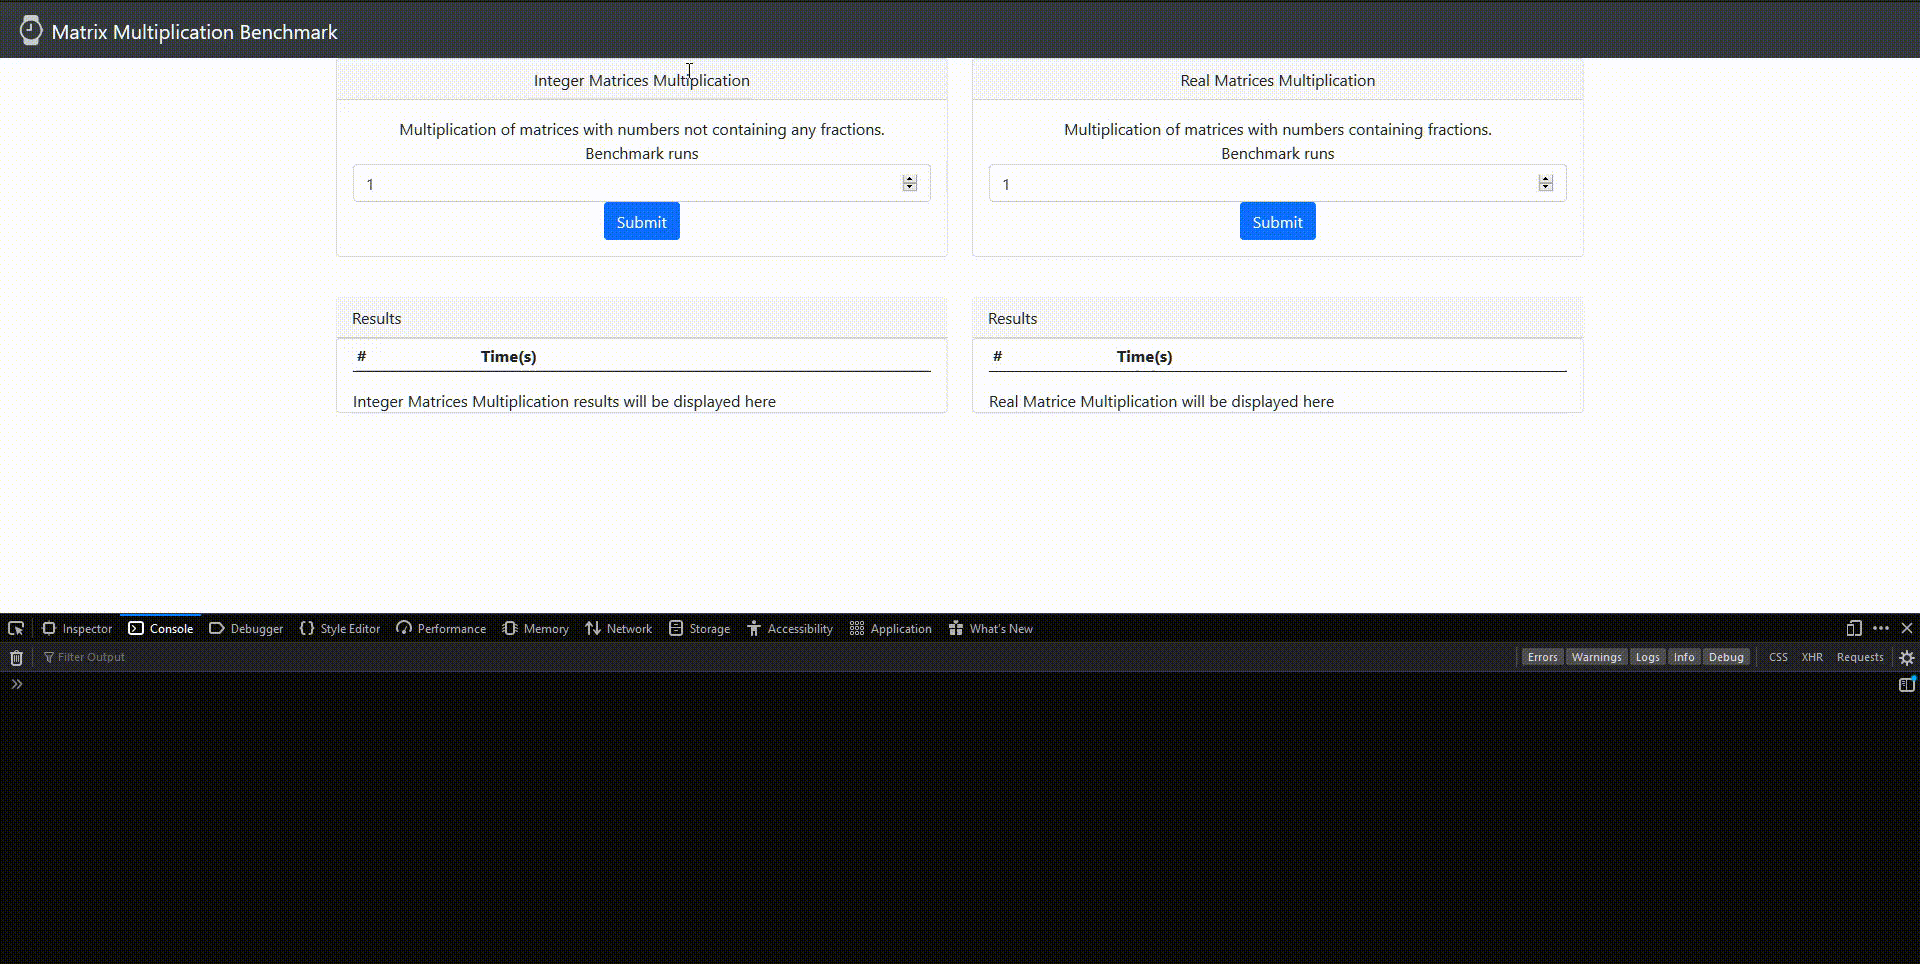 Matrix Multiplication Benchmark
Integer Matrices Multiplication
Multiplication of matrices with numbers not containing any fractions.
Benchmark runs
1
Submit
Real Matrices Multiplication
Multiplication of matrices with numbers containing fractions.
Benchmark runs
1
Submit
Results
# Time(s)
Integer Matrices Multiplication results will be displayed here
Results
# Time(s)
Real Matrice Multiplication will be displayed here
Inspector Console Debugger Style Editor Performance Memory Network Storage Accessibility Application What's New
Filter Output Errors Warnings Logs Info Debug CSS XHR Requests